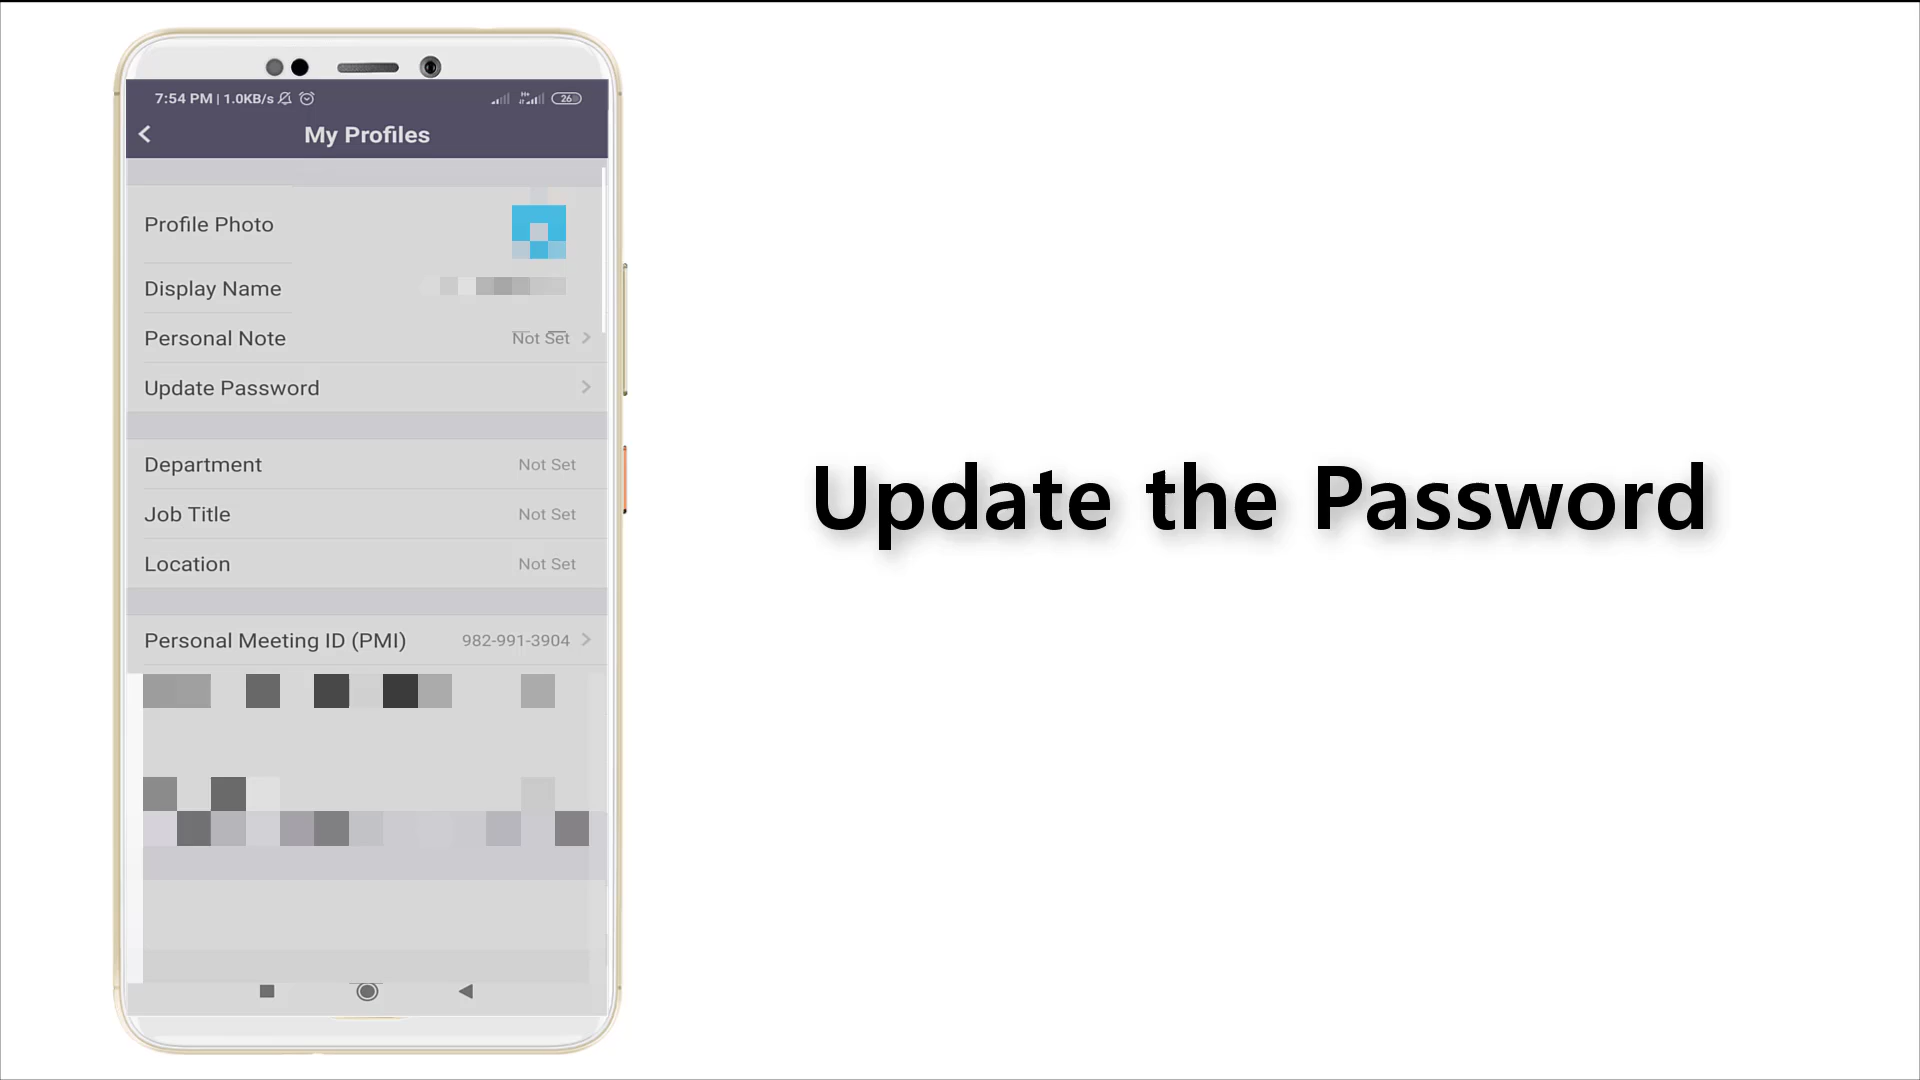 7:54 PM | 1.0KB/s
26
My Profiles
Profile Photo
Display Name
Personal Note Not Set
Update Password
Department Not Set
Job Title Not Set
Location Not Set
Personal Meeting ID (PMI) 982-991-3904
Update the Password